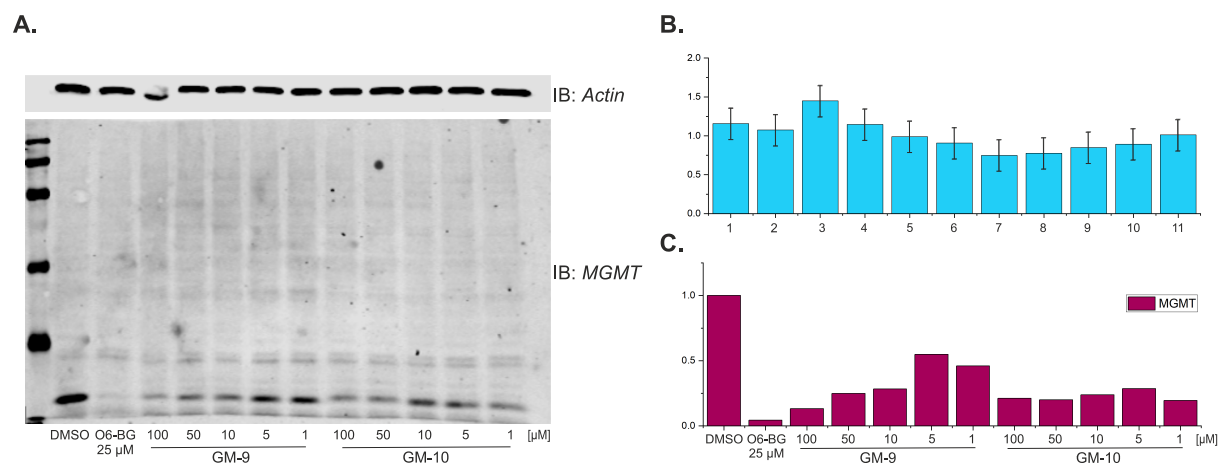 A.
IB: Actin
IB: MGMT
DMSO O6-BG 100 50 10 5 1 100 50 10 5 1 [µM]
25 µM
GM-9 GM-10
B.
2.0
1.5
1.0
0.5
0.0
1 2 3 4 5 6 7 8 9 10 11
C.
MGMT
1.0
0.5
0.0
DMSO O6-BG 100 50 10 5 1 100 50 10 5 1 [µM]
25 µM
GM-9 GM-10